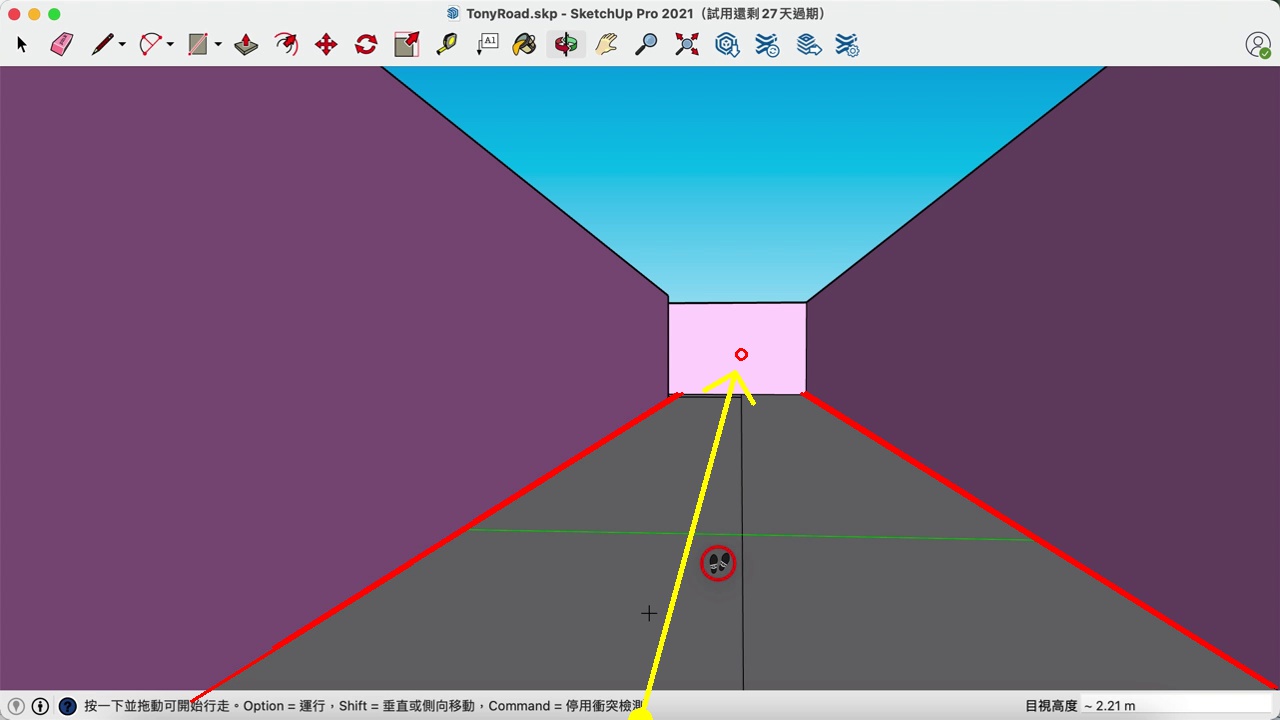 TonyRoad.skp - SketchUp Pro 2021（試用還剩 27 天過期）
A1
按一下並拖動可開始行走。Option = 運行，Shift = 垂直或側向移動，Command = 停用衝突檢測
目視高度 ~ 2.21 m